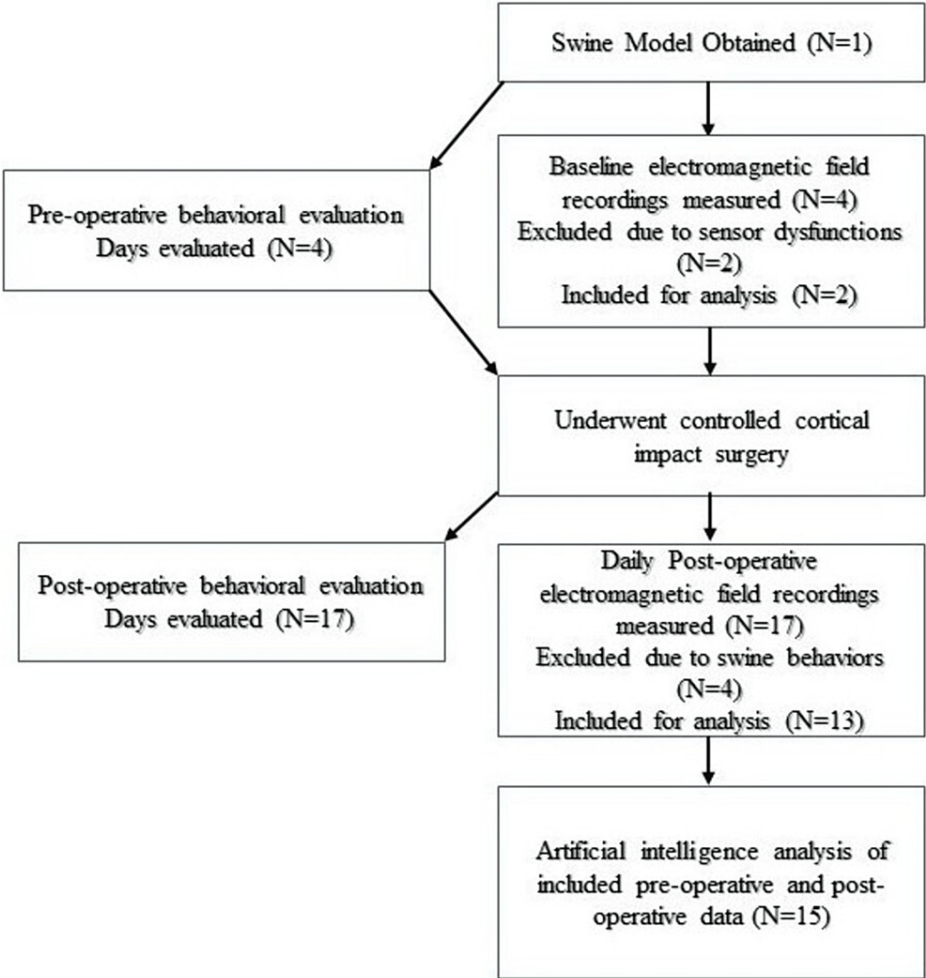 Swine Model Obtained (N=1)
Pre-operative behavioral evaluation
Days evaluated (N=4)
Baseline electromagnetic field
recordings measured (N=4)
Excluded due to sensor dysfunctions
(N=2)
Included for analysis (N=2)
Underwent controlled cortical
impact surgery
Post-operative behavioral evaluation
Days evaluated (N=17)
Daily Post-operative
electromagnetic field recordings
measured (N=17)
Excluded due to swine behaviors
(N=4)
Included for analysis (N=13)
Artificial intelligence analysis of
included pre-operative and post-
operative data (N=15)